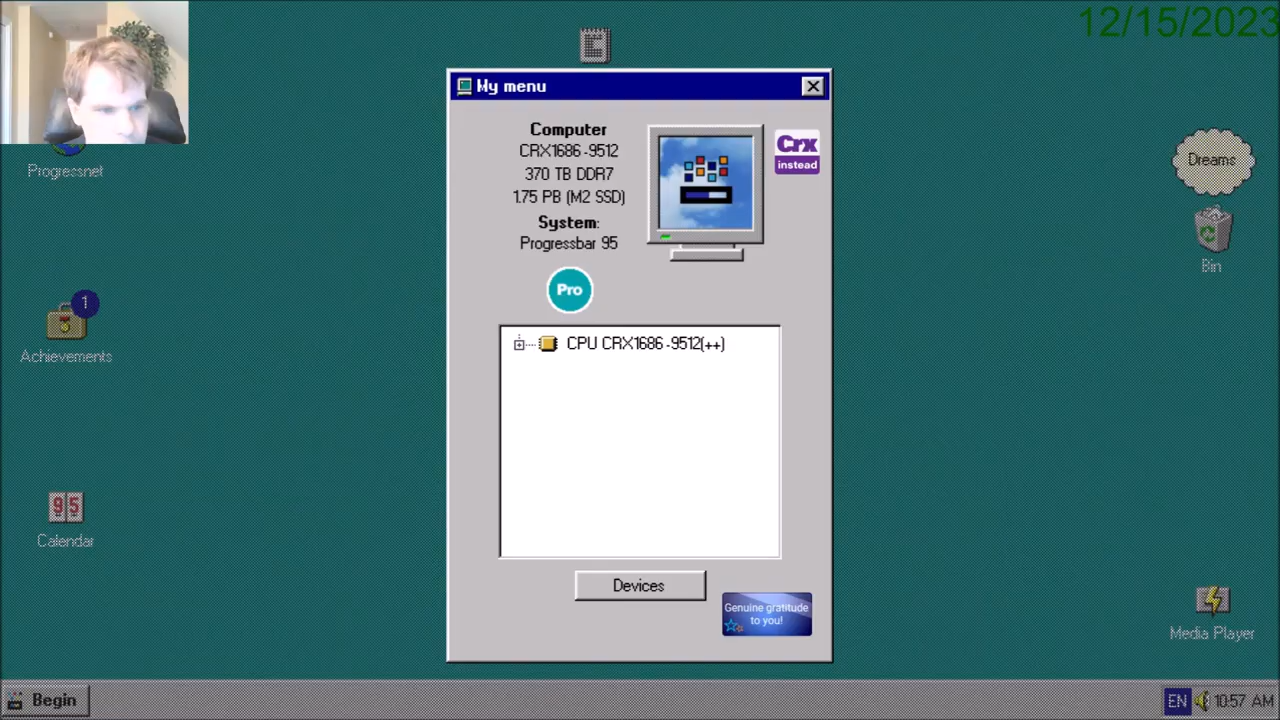 12/15/2023
My menu
Computer
CRX1686-9512
370 TB DDR7
1.75 PB (M2 SSD)
System:
Progressbar 95
Crx
instead
Pro
CPU CRX1686-9512(++)
Devices
Genuine gratitude
to you!
1
Achievements
95
Calendar
Dreams
Bin
Media Player
Begin
EN
10:57 AM